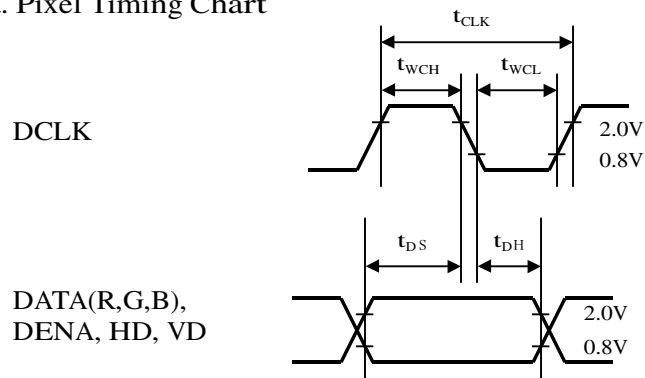 . Pixel Timing Chart
tCLK
tWCH
tWCL
DCLK
2.0V
0.8V
tDS
tDH
DATA(R,G,B),
DENA, HD, VD
2.0V
0.8V